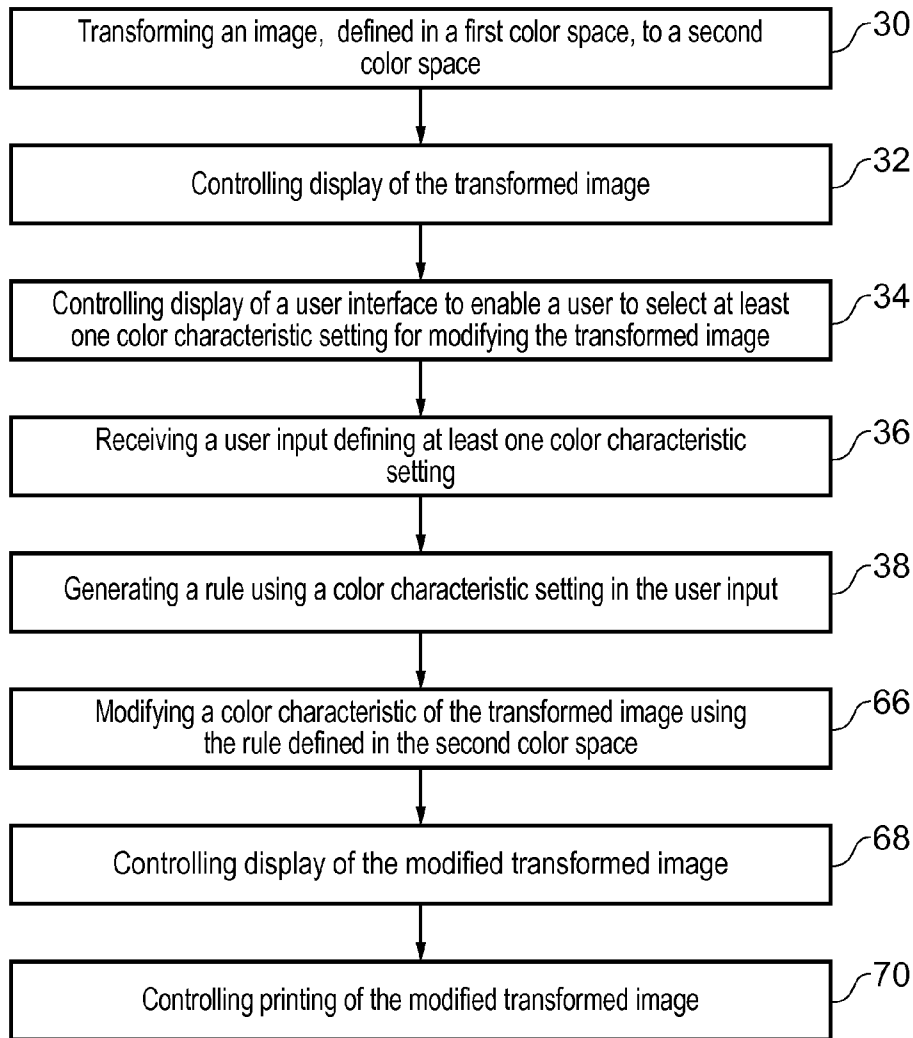 Transforming an image, defined in a first color space, to a second
color space
30
Controlling display of the transformed image
32
Controlling display of a user interface to enable a user to select at least
one color characteristic setting for modifying the transformed image
34
Receiving a user input defining at least one color characteristic
setting
36
Generating a rule using a color characteristic setting in the user input
38
Modifying a color characteristic of the transformed image using
the rule defined in the second color space
66
Controlling display of the modified transformed image
68
Controlling printing of the modified transformed image
70